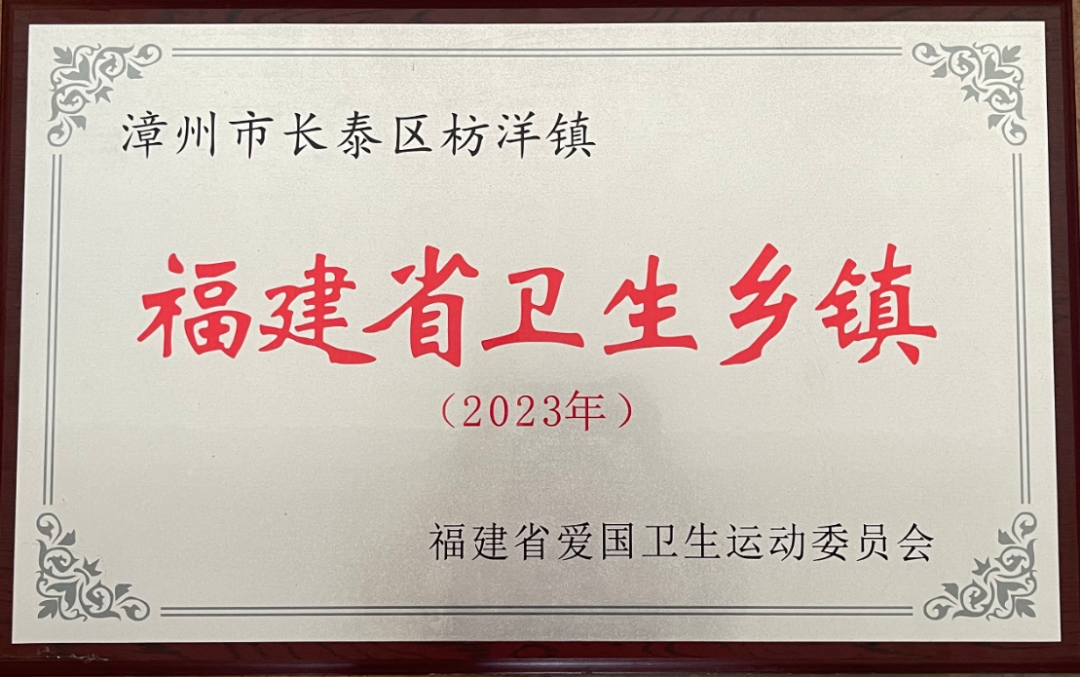 漳州市长泰区枋洋镇
福建省卫生乡镇
（2023年）
福建省爱国卫生运动委员会